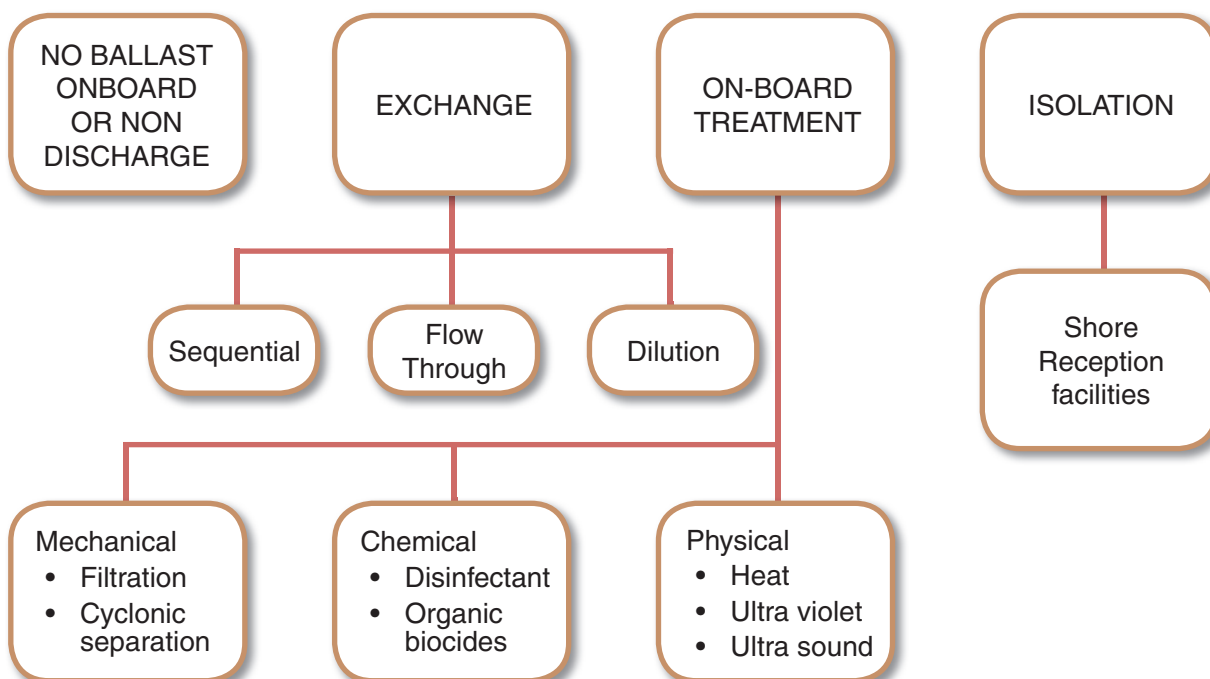 NO BALLAST
ONBOARD
OR NON
DISCHARGE
EXCHANGE
ON-BOARD
TREATMENT
ISOLATION
Sequential
Flow
Through
Dilution
Shore
Reception
facilities
Mechanical
• Filtration
• Cyclonic
separation
Chemical
• Disinfectant
• Organic
biocides
Physical
• Heat
• Ultra violet
• Ultra sound